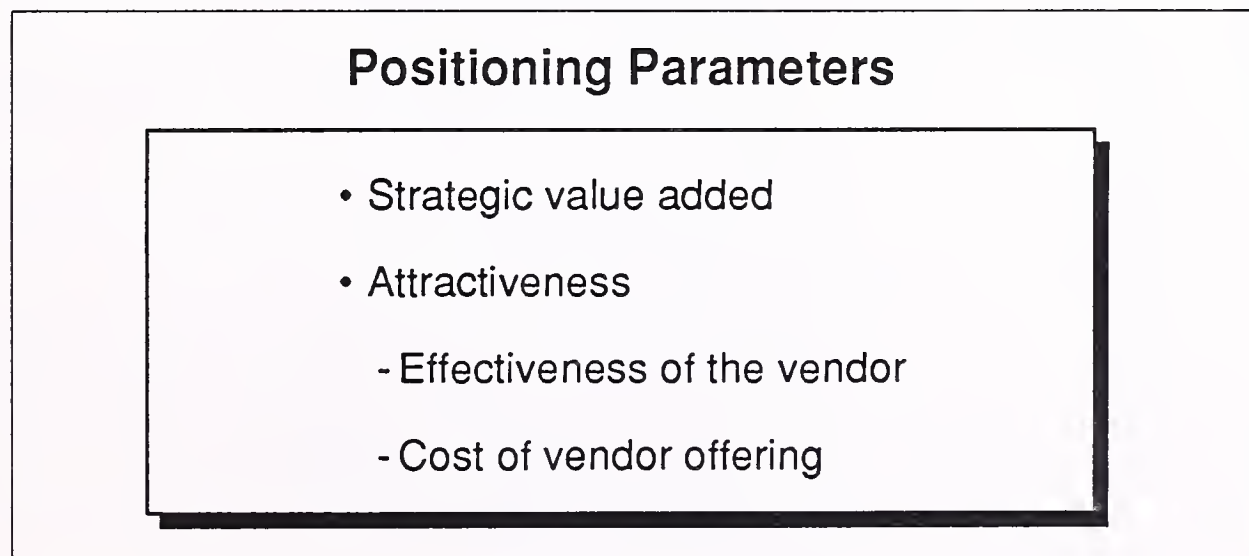 Positioning Parameters
• Strategic value added
• Attractiveness
- Effectiveness of the vendor
- Cost of vendor offering